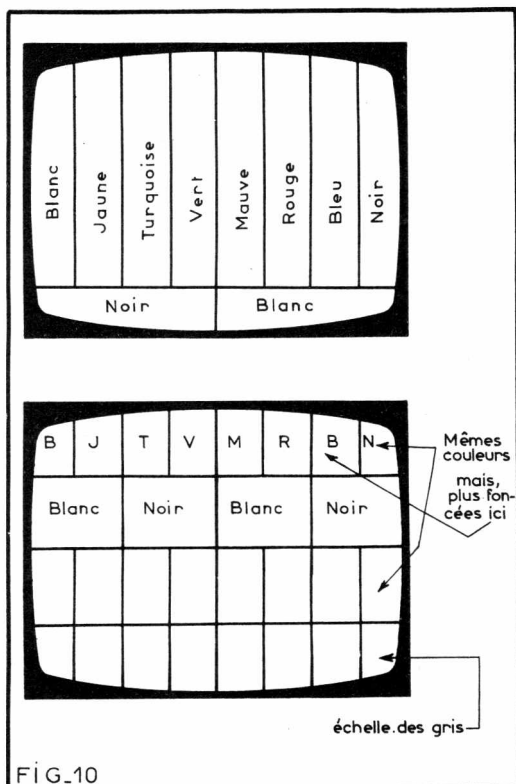 Blanc
Jaune
Turquoise
Vert
Mauve
Rouge
Bleu
Noir
Noir Blanc
B J T V M R B N
Mêmes
couleurs
mais,
plus fon-
cées ici
Blanc Noir Blanc Noir
échelle.des gris
FIG_10